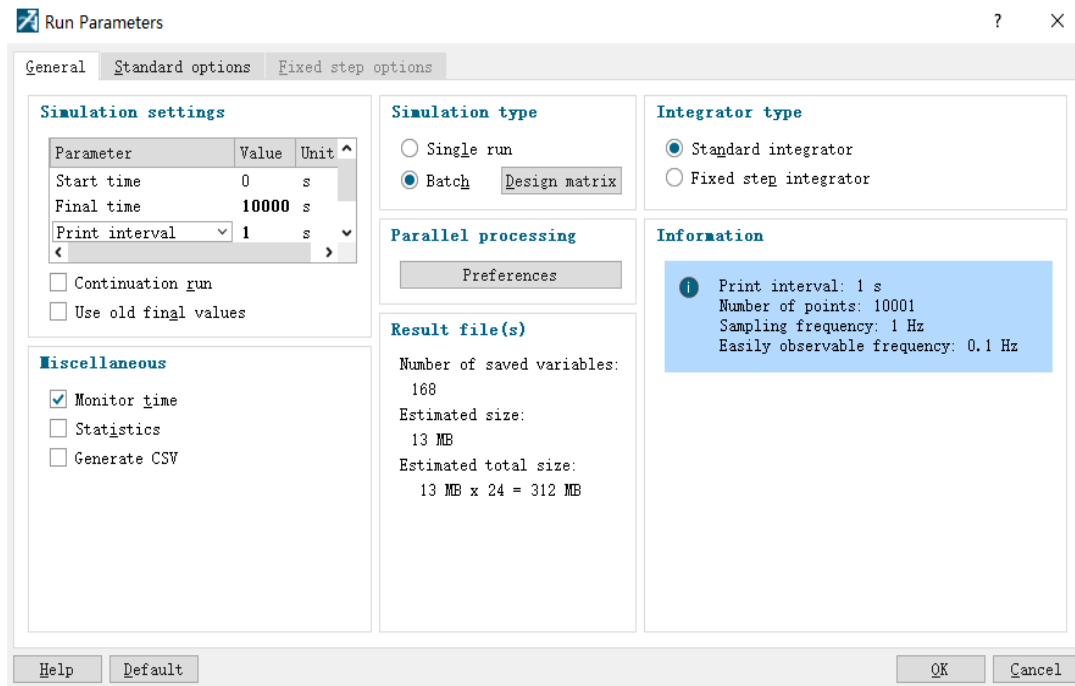 Run Parameters
General Standard options Fixed step options
Simulation settings
Parameter Value Unit
Start time 0 s
Final time 10000 s
Print interval 1 s
Continuation run
Use old final values
Miscellaneous
Monitor time
Statistics
Generate CSV
Simulation type
Single run
Batch Design matrix
Parallel processing
Preferences
Result file(s)
Number of saved variables:
168
Estimated size:
13 MB
Estimated total size:
13 MB x 24 = 312 MB
Integrator type
Standard integrator
Fixed step integrator
Information
Print interval: 1 s
Number of points: 10001
Sampling frequency: 1 Hz
Easily observable frequency: 0.1 Hz
Help Default OK Cancel